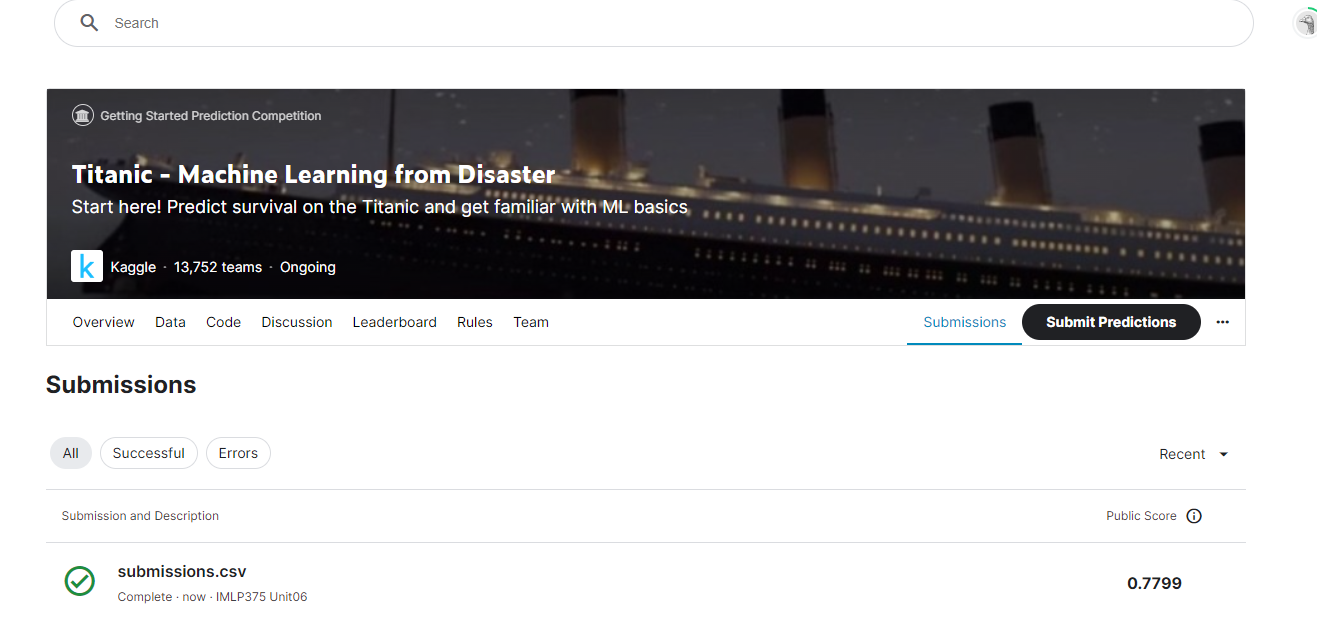 Search
Getting Started Prediction Competition
Titanic - Machine Learning from Disaster
Start here! Predict survival on the Titanic and get familiar with ML basics
k Kaggle · 13,752 teams · Ongoing
Overview Data Code Discussion Leaderboard Rules Team Submissions Submit Predictions ...
Submissions
All Successful Errors Recent
Submission and Description Public Score
submissions.csv
0.7799
Complete · now · IMLP375 Unit06